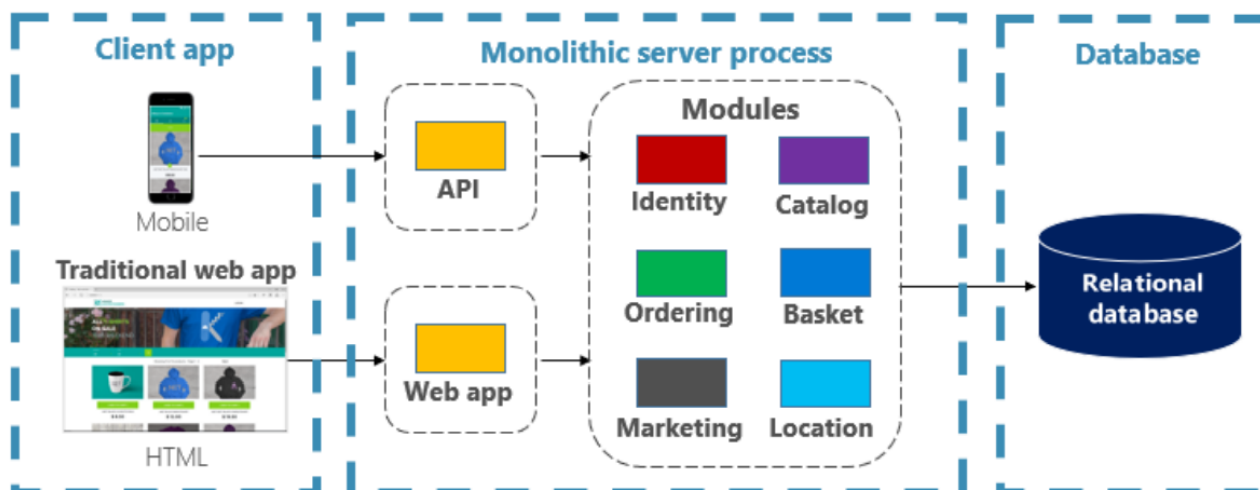 Client app
Mobile
Traditional web app
HTML
Monolithic server process
API
Web app
Modules
Identity
Catalog
Ordering
Basket
Marketing
Location
Database
Relational
database